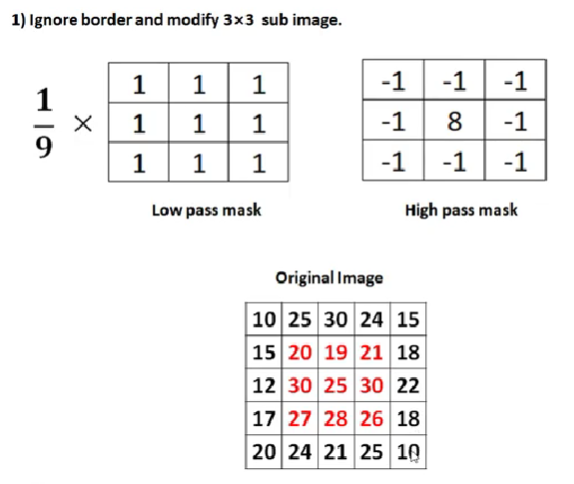 1) Ignore border and modify 3×3 sub image.
1/9 ×
1 1 1
1 1 1
1 1 1
-1 -1 -1
-1 8 -1
-1 -1 -1
Low pass mask
High pass mask
Original Image
10 25 30 24 15
15 20 19 21 18
12 30 25 30 22
17 27 28 26 18
20 24 21 25 10